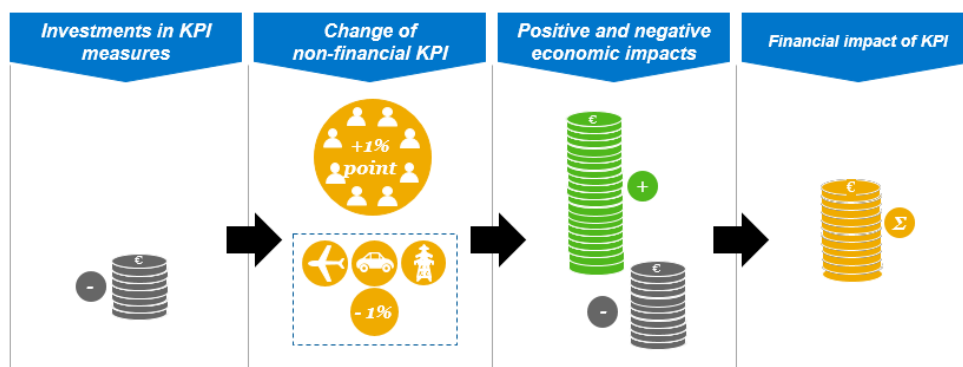 Investments in KPI
measures
Change of
non-financial KPI
Positive and negative
economic impacts
Financial impact of KPI
€
-
+1%
point
- 1%
€
+
€
-
€
Σ